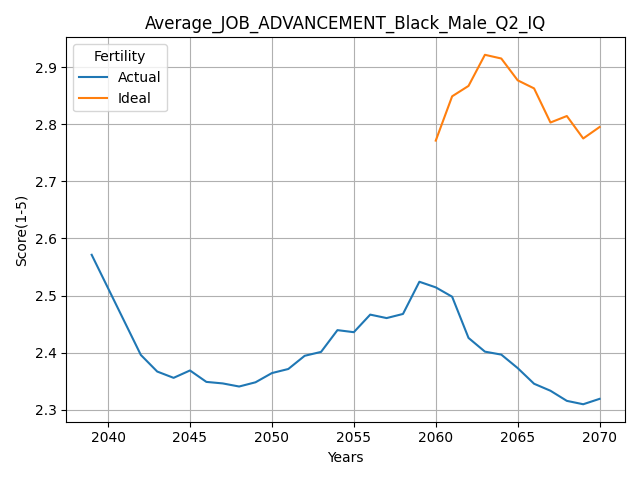 Average_JOB_ADVANCEMENT_Black_Male_Q2_IQ
Fertility
Actual
Ideal
Score(1-5)
2.9
2.8
2.7
2.6
2.5
2.4
2.3
2040 2045 2050 2055 2060 2065 2070
Years